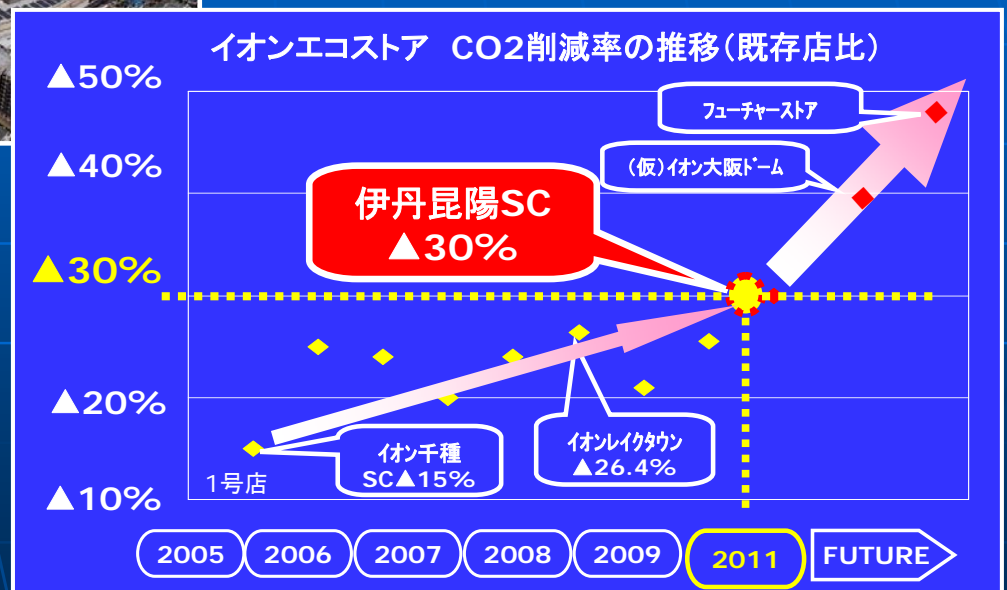 イオンエコストア CO2削減率の推移(既存店比)
▲50%
フューチャーストア
▲40%
(仮)イオン大阪ドーム
伊丹昆陽SC
▲30%
▲30%
▲20%
イオン千種
SC▲15%
イオンレイクタウン
▲26.4%
1号店
▲10%
2005
2006
2007
2008
2009
2011
FUTURE